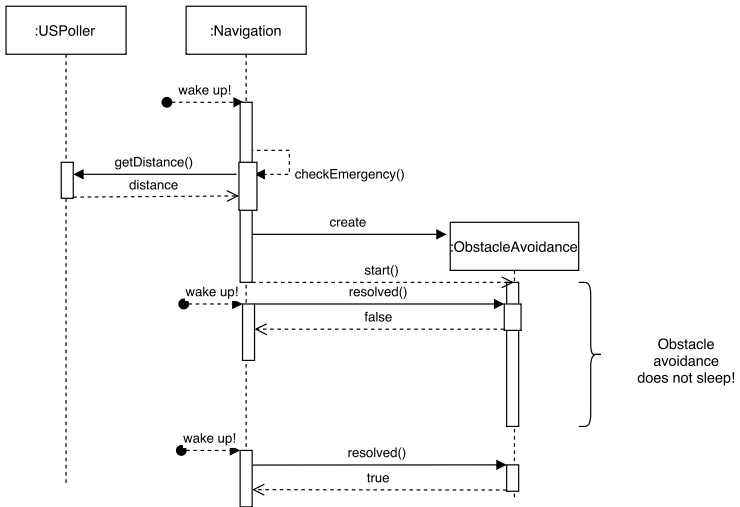 :USPoller
:Navigation
wake up!
getDistance()
checkEmergency()
distance
create
:ObstacleAvoidance
start()
wake up!
resolved()
false
Obstacle
avoidance
does not sleep!
wake up!
resolved()
true